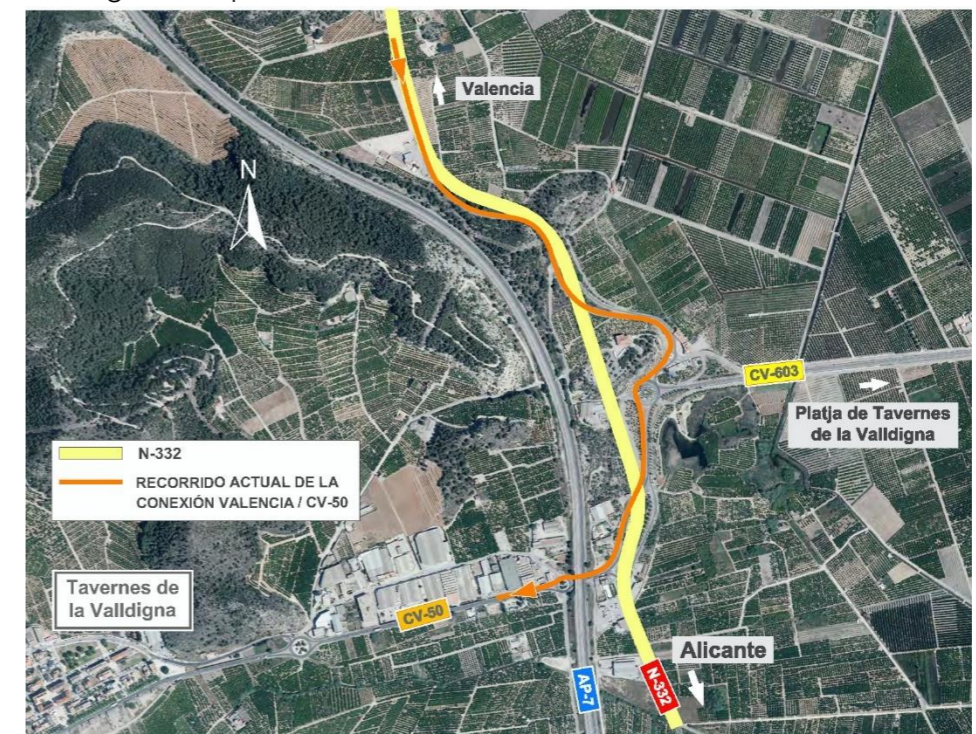 Valencia
N
CV-603
Platja de Tavernes
de la Valldigna
N-332
RECORRIDO ACTUAL DE LA
CONEXIÓN VALENCIA / CV-50
Tavernes de
la Valldigna
CV-50
Alicante
AP-7
N-332